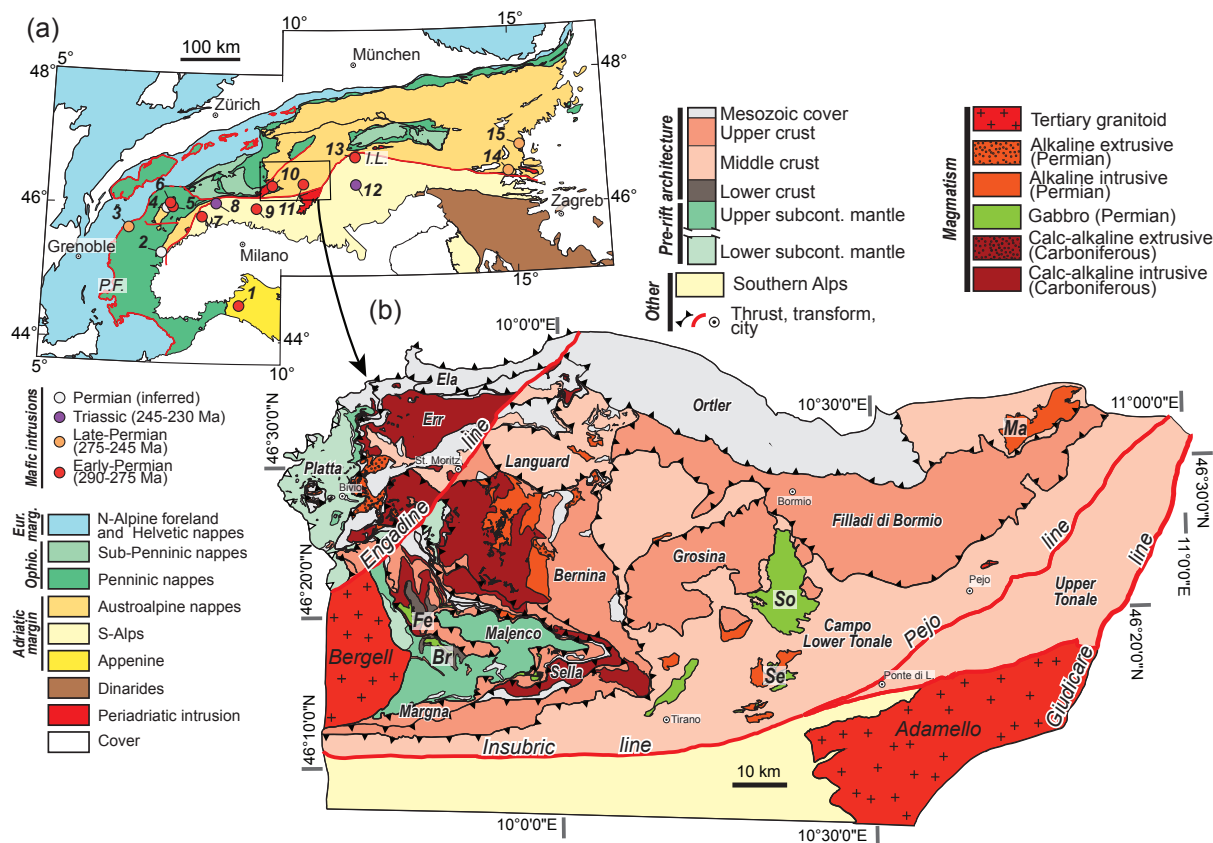 (a)
100 km
10°
15°
5°
48°
48°
München
Zürich
46°
46°
Grenoble
Milano
Zagreb
P.F.
I.L.
1
2
3
4
5
6
7
8
9
10
11
12
13
14
15
44°
44°
5°
10°
15°
Mesozoic cover
Upper crust
Middle crust
Lower crust
Upper subcont. mantle
Lower subcont. mantle
Pre-rift architecture
Southern Alps
Thrust, transform,
city
Other
Magmatism
Tertiary granitoid
Alkaline extrusive
(Permian)
Alkaline intrusive
(Permian)
Gabbro (Permian)
Calc-alkaline extrusive
(Carboniferous)
Calc-alkaline intrusive
(Carboniferous)
Mafic intrusions
Permian (inferred)
Triassic (245-230 Ma)
Late-Permian
(275-245 Ma)
Early-Permian
(290-275 Ma)
Eur. marg.
N-Alpine foreland
and Helvetic nappes
Ophio.
Sub-Penninic nappes
Penninic nappes
Adriatic
margin
Austroalpine nappes
S-Alps
Appenine
Dinarides
Periadriatic intrusion
Cover
(b)
10°0'0"E
10°30'0"E
11°00'0"E
46°30'0"N
46°30'0"N
11°0'0"E
46°20'0"N
46°20'0"N
46°10'0"N
10°0'0"E
10°30'0"E
Ela
Err
Ortler
Ma
St. Moritz
Languard
Platta
Bivio
Engadine line
Bormio
Filladi di Bormio
Grosina
Bernina
So
Pejo
Upper
Tonale
Campo
Lower Tonale
Pejo line
Fe
Malenco
Br
Bergell
Sella
Se
Ponte di L.
Margna
Tirano
Giudicare line
Adamello
Insubric line
10 km